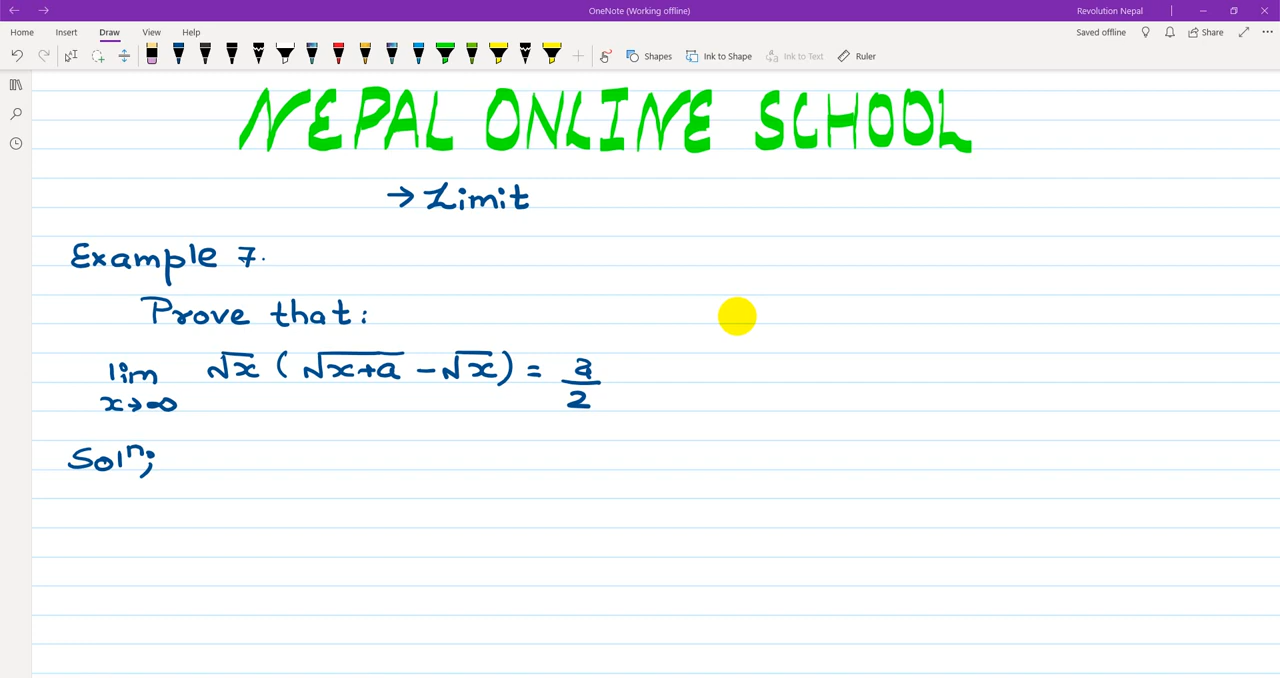 OneNote (Working offline)
Revolution Nepal
Home Insert Draw View Help
Saved offline
Share
Shapes
Ink to Shape
Ink to Text
Ruler
NEPAL ONLINE SCHOOL
→ Limit
Example 7.
Prove that:
lim x→∞ √x ( √x+a - √x ) = a/2
Solⁿ;